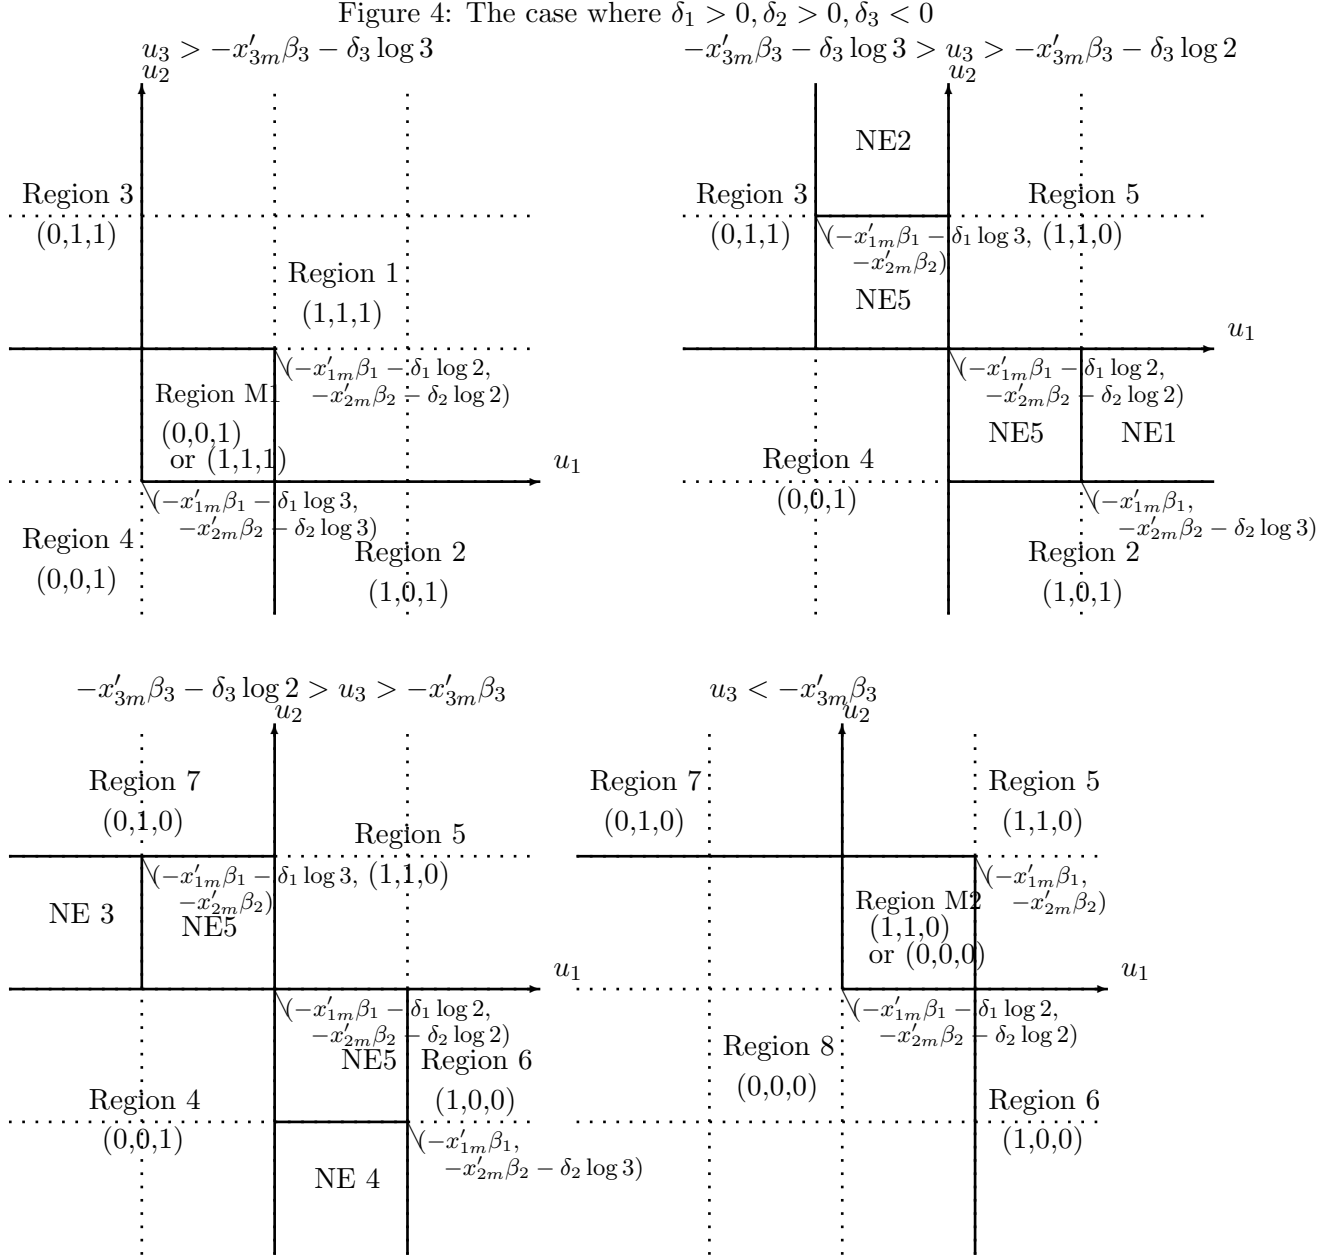 Figure 4: The case where δ₁ > 0, δ₂ > 0, δ₃ < 0
u₃ > −x′₃ₘβ₃ − δ₃ log 3
u₂
Region 3
(0,1,1)
Region 1
(1,1,1)
(−x′₁ₘβ₁ − δ₁ log 2,
−x′₂ₘβ₂ − δ₂ log 2)
Region M1
(0,0,1)
or (1,1,1)
u₁
(−x′₁ₘβ₁ − δ₁ log 3,
−x′₂ₘβ₂ − δ₂ log 3)
Region 4
(0,0,1)
Region 2
(1,0,1)
−x′₃ₘβ₃ − δ₃ log 3 > u₃ > −x′₃ₘβ₃ − δ₃ log 2
u₂
NE2
Region 3
(0,1,1)
Region 5
(1,1,0)
(−x′₁ₘβ₁ − δ₁ log 3,
−x′₂ₘβ₂)
NE5
u₁
(−x′₁ₘβ₁ − δ₁ log 2,
−x′₂ₘβ₂ − δ₂ log 2)
NE5
NE1
Region 4
(0,0,1)
(−x′₁ₘβ₁,
−x′₂ₘβ₂ − δ₂ log 3)
Region 2
(1,0,1)
−x′₃ₘβ₃ − δ₃ log 2 > u₃ > −x′₃ₘβ₃
u₂
Region 7
(0,1,0)
Region 5
(1,1,0)
(−x′₁ₘβ₁ − δ₁ log 3,
−x′₂ₘβ₂)
NE 3
NE5
u₁
(−x′₁ₘβ₁ − δ₁ log 2,
−x′₂ₘβ₂ − δ₂ log 2)
NE5
Region 6
(1,0,0)
Region 4
(0,0,1)
(−x′₁ₘβ₁,
−x′₂ₘβ₂ − δ₂ log 3)
NE 4
u₃ < −x′₃ₘβ₃
u₂
Region 7
(0,1,0)
Region 5
(1,1,0)
(−x′₁ₘβ₁,
−x′₂ₘβ₂)
Region M2
(1,1,0)
or (0,0,0)
u₁
(−x′₁ₘβ₁ − δ₁ log 2,
−x′₂ₘβ₂ − δ₂ log 2)
Region 8
(0,0,0)
Region 6
(1,0,0)